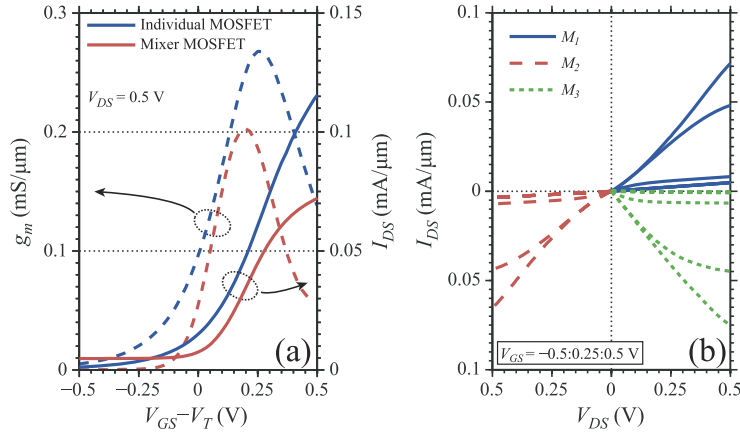 0.3
0.2
0.1
0
g_m (mS/μm)
Individual MOSFET
Mixer MOSFET
V_DS = 0.5 V
(a)
−0.5
−0.25
0
0.25
0.5
V_GS−V_T (V)
0.15
0.1
0.05
0
I_DS (mA/μm)
0.1
0.05
0
0.05
0.1
I_DS (mA/μm)
M_1
M_2
M_3
V_GS = −0.5:0.25:0.5 V
(b)
0.50
0.25
0
0.25
0.50
V_DS (V)